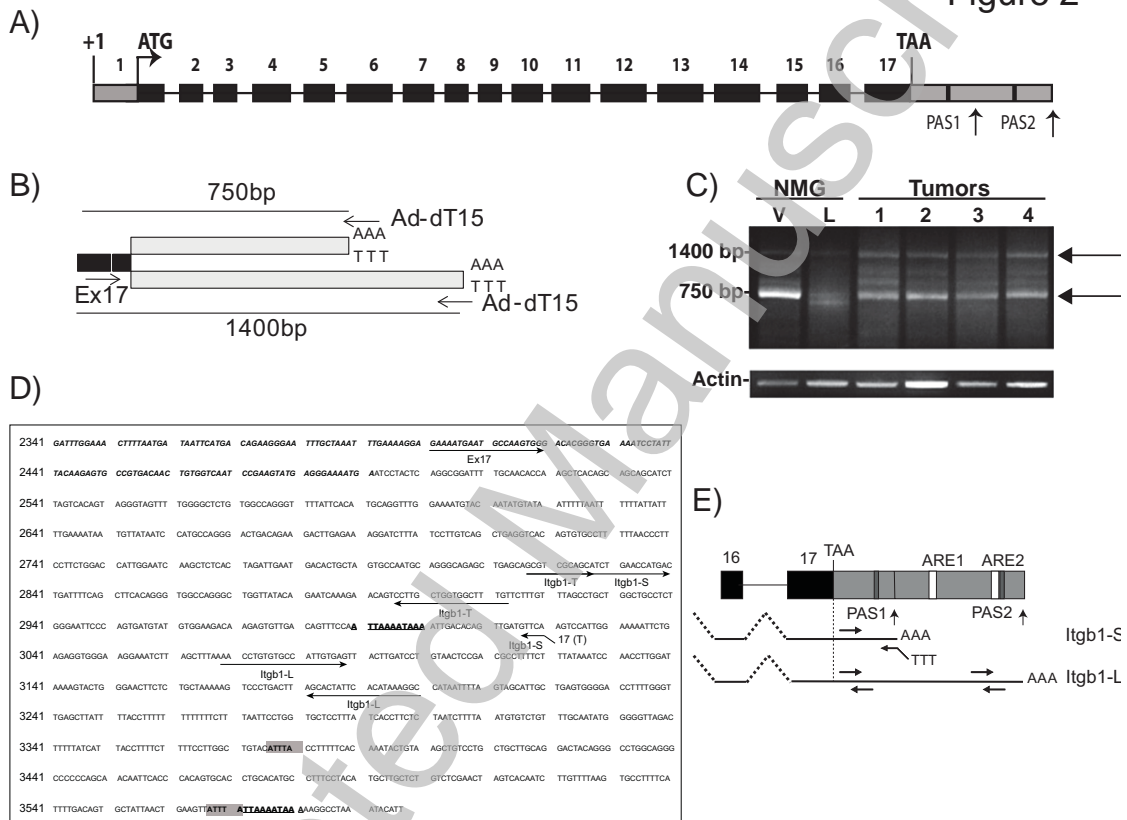 Figure 2
A)
+1 ATG TAA
1 2 3 4 5 6 7 8 9 10 11 12 13 14 15 16 17
PAS1 PAS2
B)
750bp
Ad-dT15
AAA
TTT
AAA
TTT
Ex17
Ad-dT15
1400bp
C)
NMG Tumors
V L 1 2 3 4
1400 bp-
750 bp-
Actin-
D)
2341 GATTTGGAAA CTTTTAATGA TAATTCATGA CAGAAGGGAA TTTGCTAAAT TTGAAAAGGA GAAAATGAAT GCCAAGTGGG ACACGGGTGA AAATCCTATT
Ex17
2441 TACAAGAGTG CCGTGACAAC TGTGGTCAAT CCGAAGTATG AGGGGAAAATG AATCCTACTC AGGCGGATTT TGCAACACCA AGCTCACAGC AGCAGCATCT
2541 TAGTCACAGT AGGGTAGTTT TGGGGCTCTG TGGCCAGGGT TTTATTCACA TGCAGGTTTG GAAAATGTAC AATATGTATA ATTTTTAATT TTTTATTATT
2641 TTGAAAATAA TGTTATAATC CATGCCAGGG ACTGACAGAA GACTTGAGAA AGGATCTTTA TCCTTGTCAG CTGAGGTCAC AGTGTGCCTT TTTAACCCTT
2741 CCTTCTGGAC CATTGGAATC AAGCTCTCAC TAGATTGAAT GACACTGCTA GTGCCAATGC AGGGCAGAGC TGAGCAGCGT CGCAGCATCT GAACCATGAC
Itgb1-T Itgb1-S
2841 TGATTTTCAG CTTCACAGGG TGGCCAGGGC TGGTTATACA GAATCAAAGA ACAGTCCTTG CTGGTGGCTT TGTTCTTTGT TAGCCTGCTG GGCTGCCTCT
Itgb1-T
2941 GGGAATTCCC AGTGATGTAT GTGGAAGACA AGAGTGTTGA CAGTTTCCAA TTAAAATAAA AATTGACACAG TTGATGTTCA AGTCCATTGG AAAAATTCTG
Itgb1-S 17 (T)
3041 AGAGGTGGGA AGGAAATCTT AGCTTTAAAA CCTGTGTGCC ATTGTGAGTT ACTTGATCCT GTAACTCCGA CGCCTTTTCT TTATAAATCC AACCTTGGAT
Itgb1-L
3141 AAAAGTACTG GGAACTTCTC TGCTAAAAAG TCCCTGACTT AGCACTATTC ACATAAAGGC CATAATTTTA GTAGCATTGC TGAGTGGGGA CCTTTTGGGT
Itgb1-L
3241 TGAGCTTATT TTACCTTTTT TTTTTTTCTT TAATTCCTGG TGCTCCTTTA TCACCTTCTC TAATCTTTTA ATGTGTCTGT TTGCAATATG GGGGTTAGAC
3341 TTTTTATCAT TACCTTTTCT TTTCCTTGGC TGTACATTTA CCTTTTTCAC AAATACTGTA AGCTGTCCTG CTGCTTGCAG GACTACAGGG CCTGGCAGGG
3441 CCCCCCAGCA ACAATTCACC CACAGTGCAC CTGCACATGC CTTTCCTACA TGCTTGCTCT GTCTCGAACT AGTCACAATC TTGTTTTAAG TGCCTTTTCA
3541 TTTTGACAGT GCTATTAACT GAAGTTATTT ATTAAAATAA AAAGGCCTAA ATACATT
E)
TAA
16 17 ARE1 ARE2
PAS1 PAS2
AAA Itgb1-S
TTT
AAA Itgb1-L